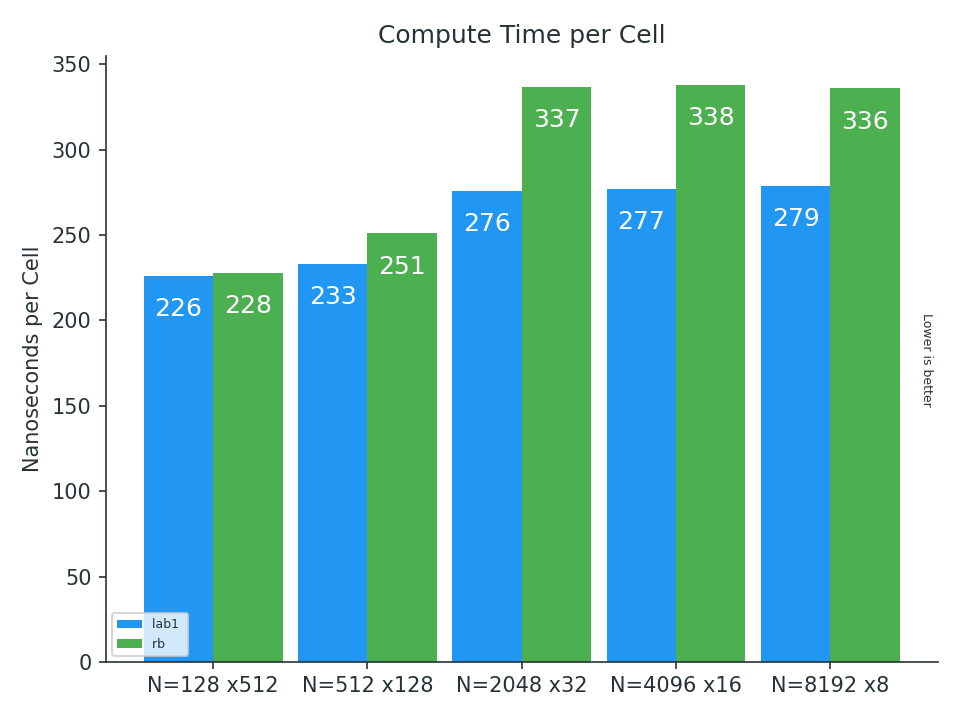 Compute Time per Cell
Nanoseconds per Cell
350
300
250
200
150
100
50
0
226
228
233
251
276
337
277
338
279
336
Lower is better
lab1
rb
N=128 x512
N=512 x128
N=2048 x32
N=4096 x16
N=8192 x8